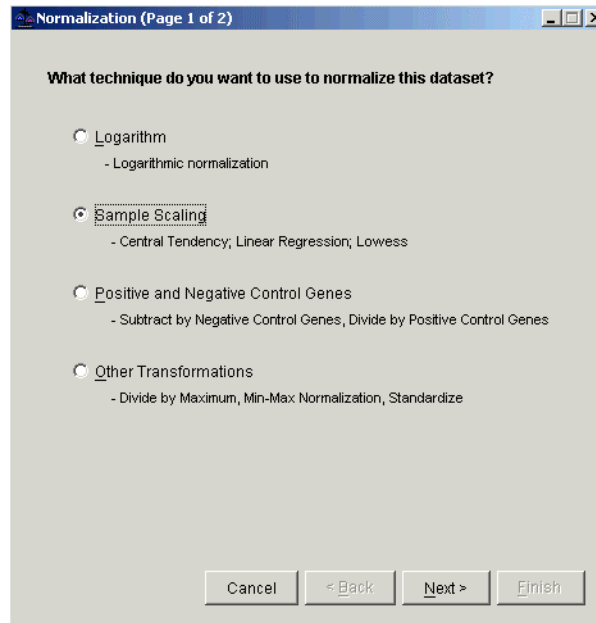 Normalization (Page 1 of 2)
What technique do you want to use to normalize this dataset?
Logarithm
- Logarithmic normalization
Sample Scaling
- Central Tendency; Linear Regression; Lowess
Positive and Negative Control Genes
- Subtract by Negative Control Genes, Divide by Positive Control Genes
Other Transformations
- Divide by Maximum, Min-Max Normalization, Standardize
Cancel < Back Next > Finish